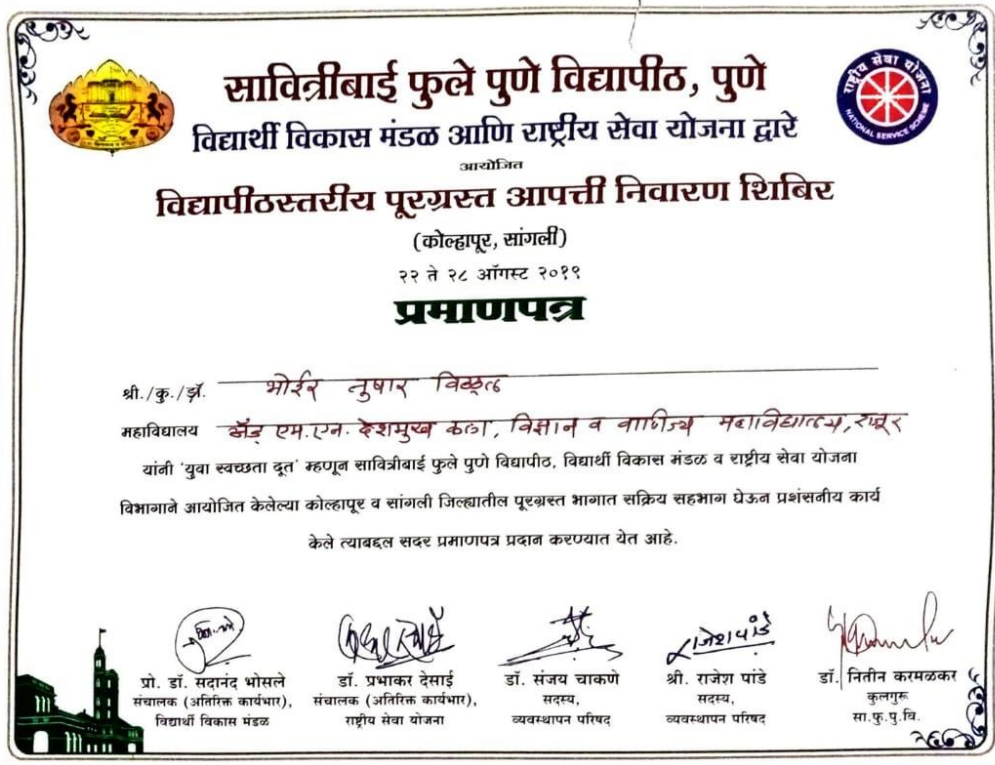 सावित्रीबाई फुले पुणे विद्यापीठ, पुणे
विद्यार्थी विकास मंडळ आणि राष्ट्रीय सेवा योजना द्वारे
आयोजित
विद्यापीठस्तरीय पूरग्रस्त आपत्ती निवारण शिबिर
(कोल्हापूर, सांगली)
२२ ते २८ ऑगस्ट २०१९
प्रमाणपत्र
राष्ट्रीय सेवा योजना
NATIONAL SERVICE SCHEME
श्री./कु./डॉ. भोईर तुषार विठ्ठल
महाविद्यालय ॲड एम.एन. देशमुख कला, विज्ञान व वाणिज्य महाविद्यालय, राजूर
यांनी 'युवा स्वच्छता दूत' म्हणून सावित्रीबाई फुले पुणे विद्यापीठ, विद्यार्थी विकास मंडळ व राष्ट्रीय सेवा योजना
विभागाने आयोजित केलेल्या कोल्हापूर व सांगली जिल्ह्यातील पूरग्रस्त भागात सक्रिय सहभाग घेऊन प्रशंसनीय कार्य
केले त्याबद्दल सदर प्रमाणपत्र प्रदान करण्यात येत आहे.
राजेश पांडे
प्रो. डॉ. सदानंद भोसले
संचालक (अतिरिक्त कार्यभार),
विद्यार्थी विकास मंडळ
डॉ. प्रभाकर देसाई
संचालक (अतिरिक्त कार्यभार),
राष्ट्रीय सेवा योजना
डॉ. संजय चाकणे
सदस्य,
व्यवस्थापन परिषद
श्री. राजेश पांडे
सदस्य,
व्यवस्थापन परिषद
डॉ. नितीन करमळकर
कुलगुरू
सा.फु.पु.वि.